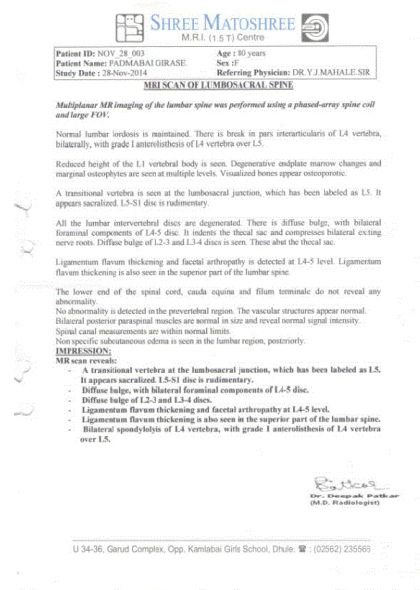 SHREE MATOSHREE
M.R.I. (1.5 T) Centre
Patient ID: NOV_28_003 Age : 80 years
Patient Name: PADMABAI GIRASE. Sex :F
Study Date : 28-Nov-2014 Referring Physician: DR.Y.J.MAHALE.SIR
MRI SCAN OF LUMBOSACRAL SPINE
Multiplanar MR imaging of the lumbar spine was performed using a phased-array spine coil
and large FOV.
Normal lumbar lordosis is maintained. There is break in pars interarticularis of L4 vertebra,
bilaterally, with grade I anterolisthesis of L4 vertebra over L5.
Reduced height of the L1 vertebral body is seen. Degenerative endplate marrow changes and
marginal osteophytes are seen at multiple levels. Visualized bones appear osteoporotic.
A transitional vertebra is seen at the lumbosacral junction, which has been labeled as L5. It
appears sacralized. L5-S1 disc is rudimentary.
All the lumbar intervertebral discs are degenerated. There is diffuse bulge, with bilateral
foraminal components of L4-5 disc. It indents the thecal sac and compresses bilateral exiting
nerve roots. Diffuse bulge of L2-3 and L3-4 discs is seen. These abut the thecal sac.
Ligamentum flavum thickening and facetal arthropathy is detected at L4-5 level. Ligamentum
flavum thickening is also seen in the superior part of the lumbar spine.
The lower end of the spinal cord, cauda equina and filum terminale do not reveal any
abnormality.
No abnormality is detected in the prevertebral region. The vascular structures appear normal.
Bilateral posterior paraspinal muscles are normal in size and reveal normal signal intensity.
Spinal canal measurements are within normal limits.
Non specific subcutaneous edema is seen in the lumbar region, posteriorly.
IMPRESSION:
MR scan reveals:
- A transitional vertebra at the lumbosacral junction, which has been labeled as L5.
It appears sacralized. L5-S1 disc is rudimentary.
- Diffuse bulge, with bilateral foraminal components of L4-5 disc.
- Diffuse bulge of L2-3 and L3-4 discs.
- Ligamentum flavum thickening and facetal arthropathy at L4-5 level.
- Ligamentum flavum thickening is also seen in the superior part of the lumbar spine.
- Bilateral spondylolyis of L4 vertebra, with grade I anterolisthesis of L4 vertebra
over L5.
Dr. Deepak Patkar
(M.D. Radiologist)
U 34-36, Garud Complex, Opp. Kamlabai Girls School, Dhule. ☎ : (02562) 235565